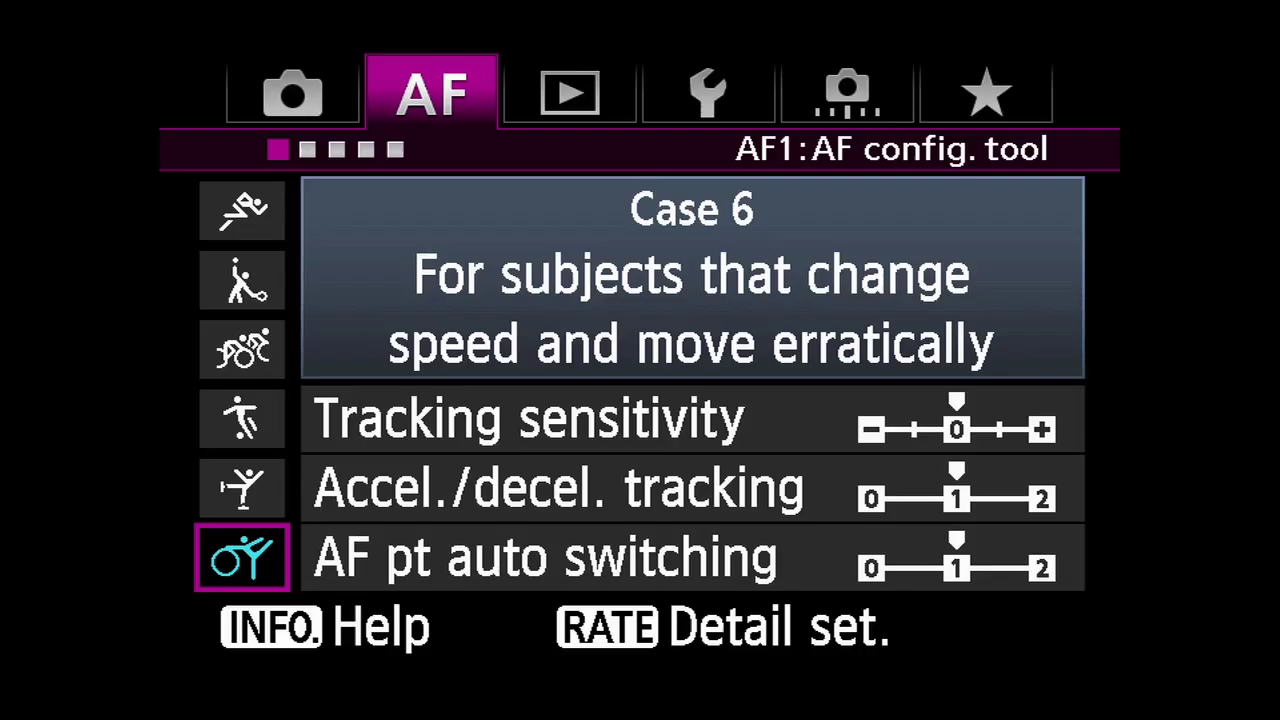 AF
AF1:AF config. tool
Case 6
For subjects that change
speed and move erratically
Tracking sensitivity
- 0 +
Accel./decel. tracking
0 1 2
AF pt auto switching
0 1 2
INFO. Help RATE Detail set.